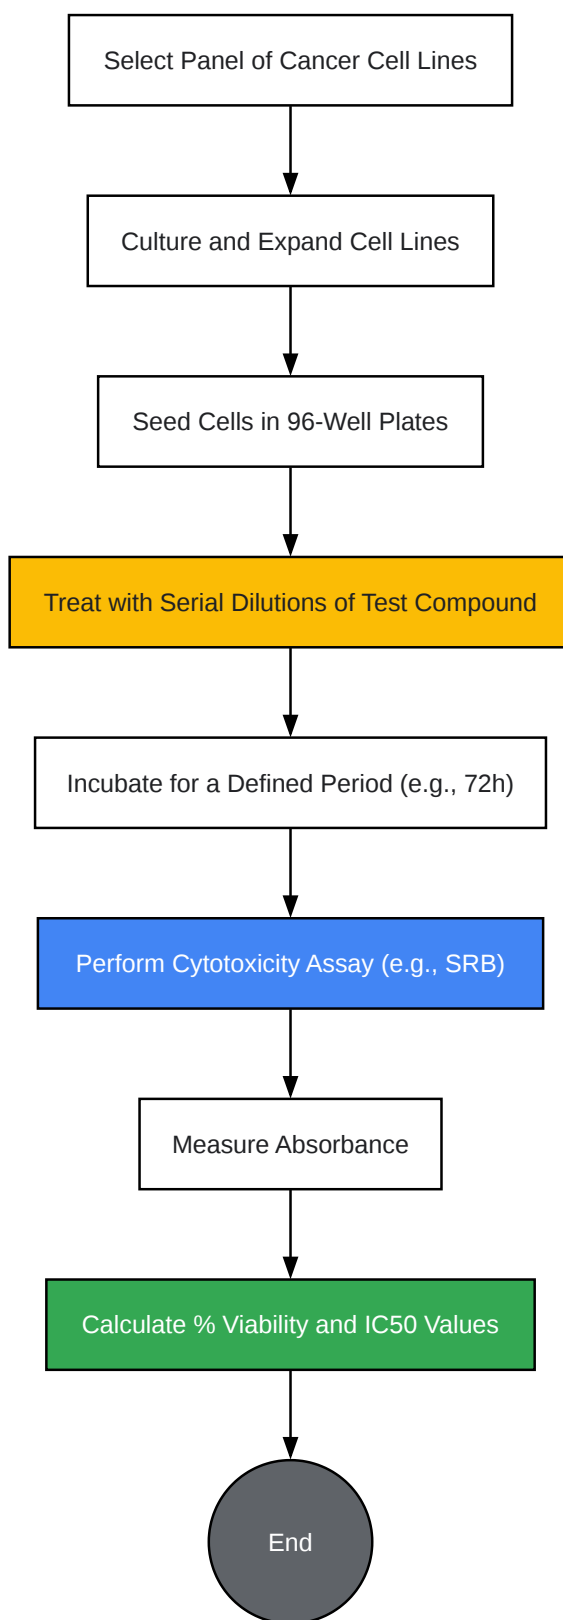 Select Panel of Cancer Cell Lines
Culture and Expand Cell Lines
Seed Cells in 96-Well Plates
Treat with Serial Dilutions of Test Compound
Incubate for a Defined Period (e.g., 72h)
Perform Cytotoxicity Assay (e.g., SRB)
Measure Absorbance
Calculate % Viability and IC50 Values
End